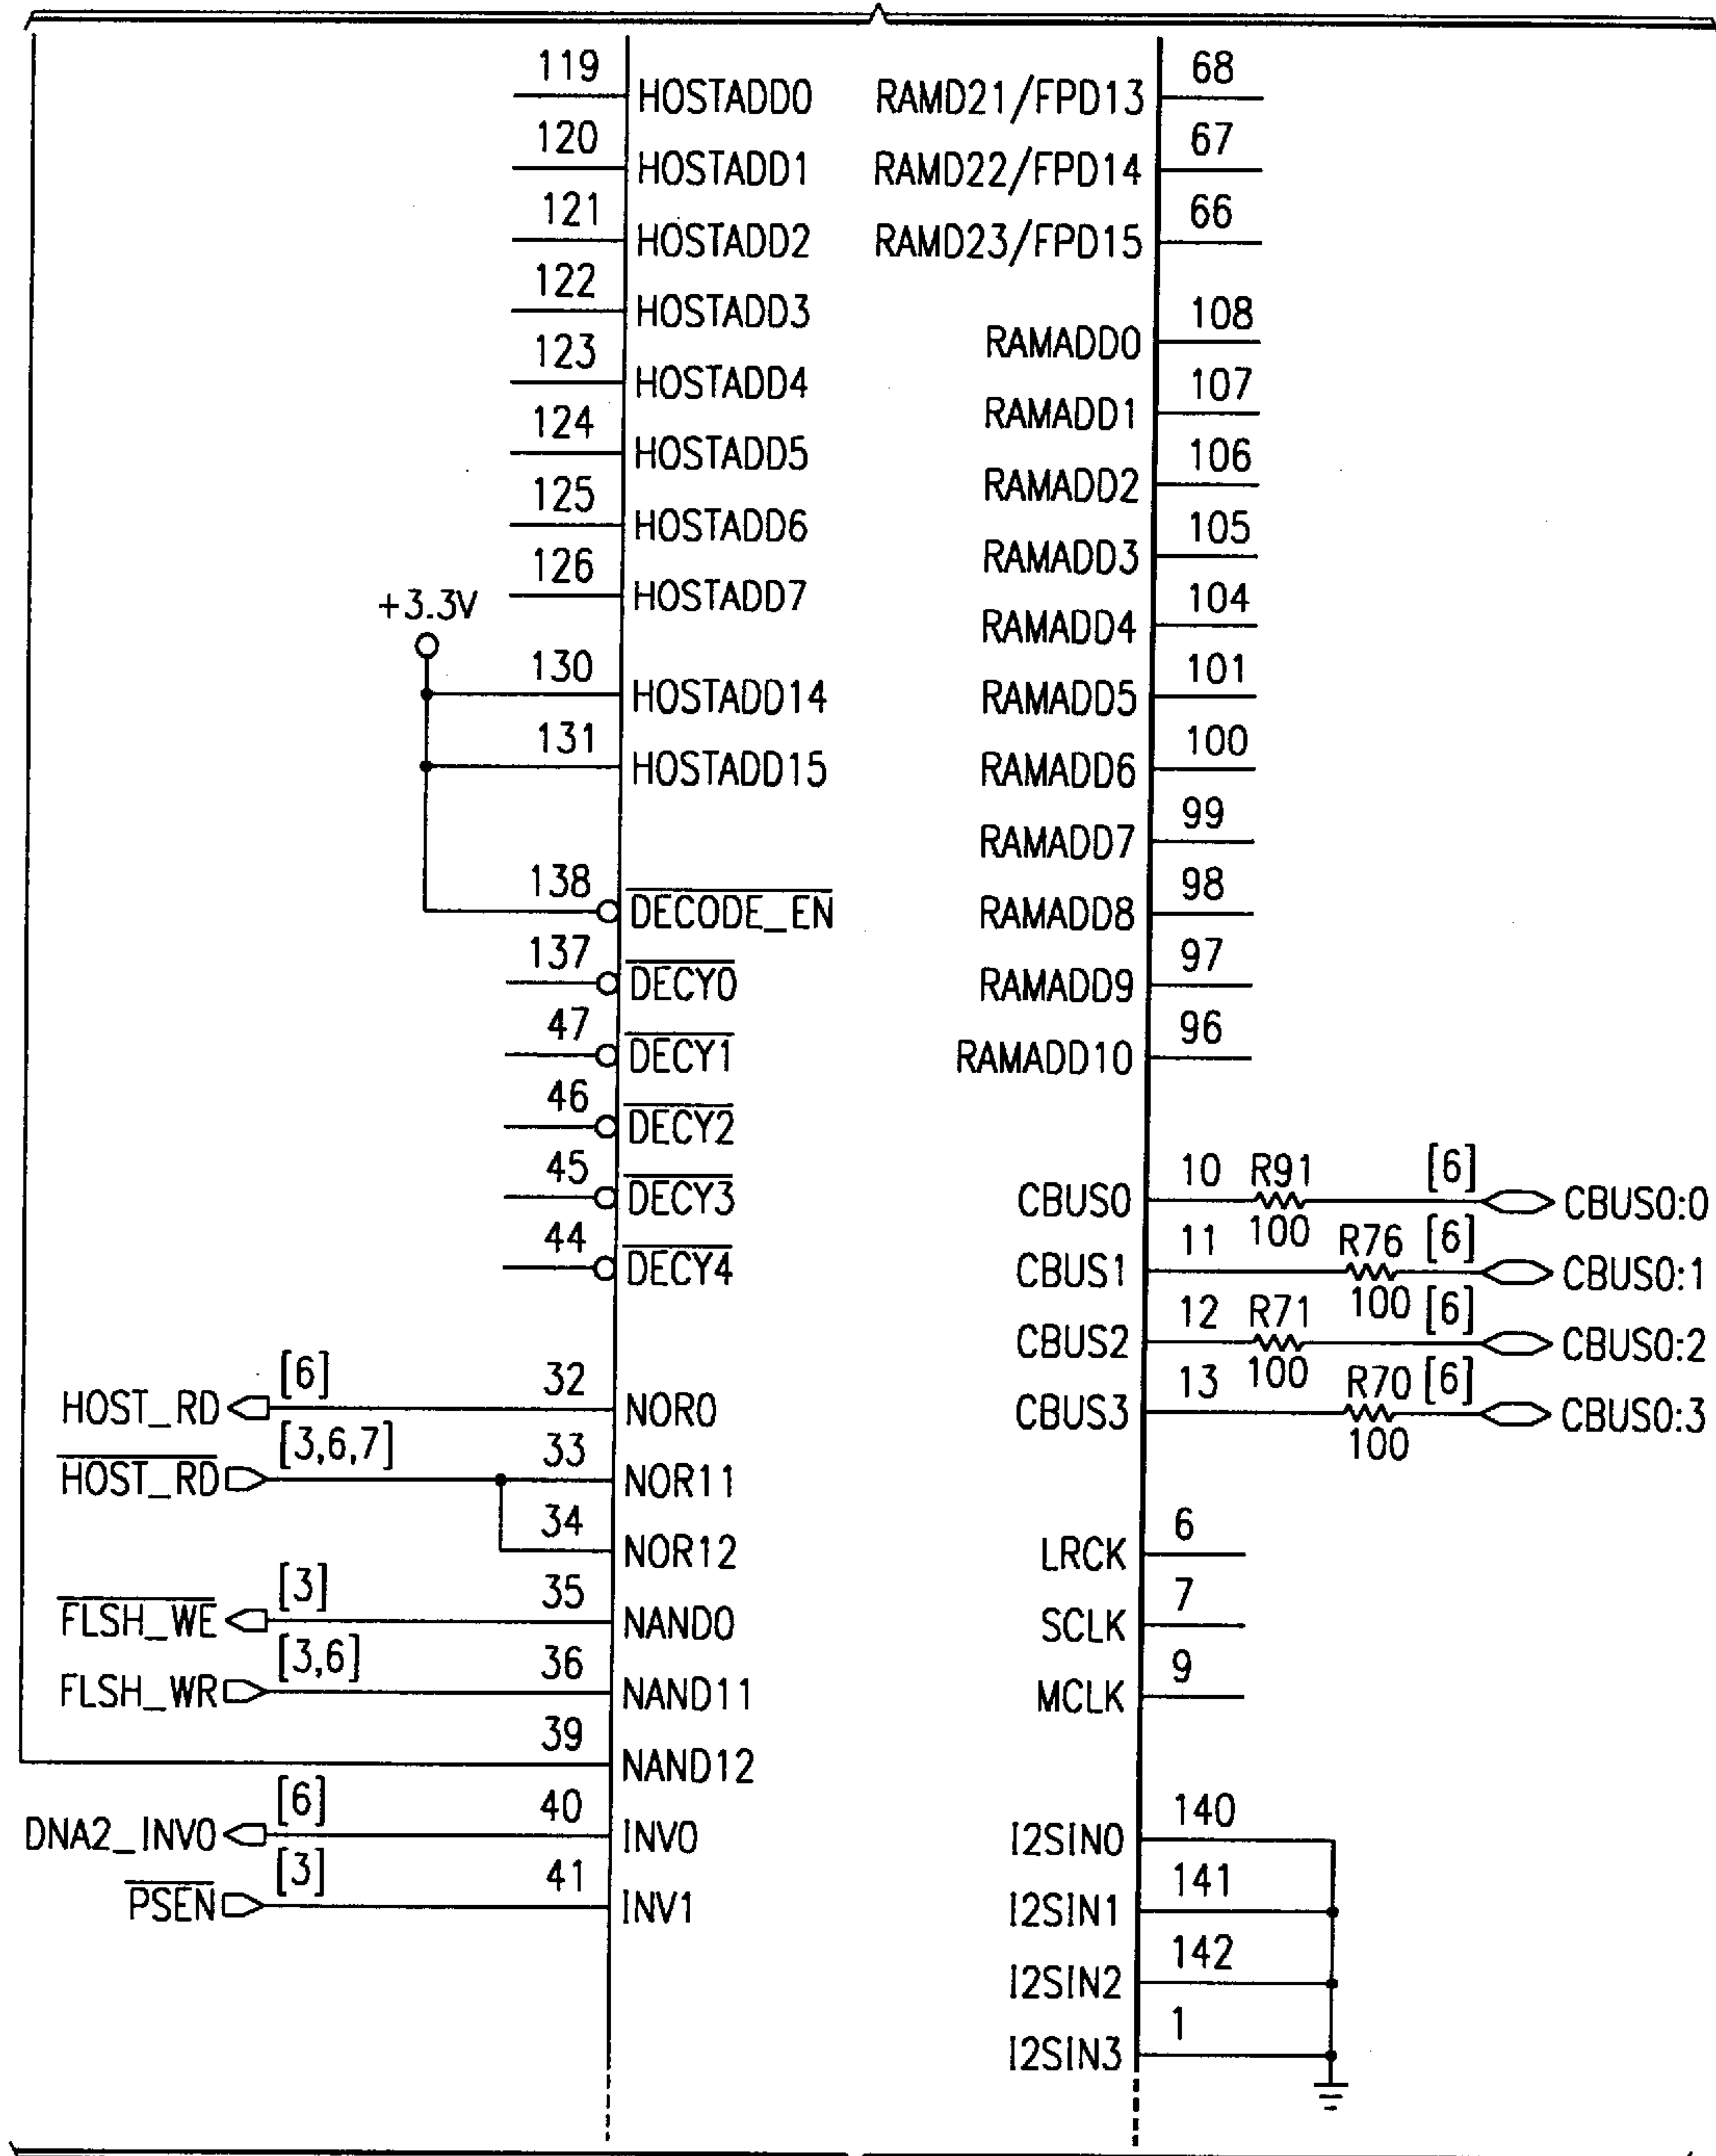 119 HOSTADD0
120 HOSTADD1
121 HOSTADD2
122 HOSTADD3
123 HOSTADD4
124 HOSTADD5
125 HOSTADD6
126 HOSTADD7
+3.3V
130 HOSTADD14
131 HOSTADD15
138 DECODE_EN
137 DECY0
47 DECY1
46 DECY2
45 DECY3
44 DECY4
HOST_RD [6] 32 NOR0
HOST_RD [3,6,7] 33 NOR11
34 NOR12
FLSH_WE [3] 35 NAND0
FLSH_WR [3,6] 36 NAND11
39 NAND12
DNA2_INV0 [6] 40 INV0
PSEN [3] 41 INV1
RAMD21/FPD13 68
RAMD22/FPD14 67
RAMD23/FPD15 66
RAMADD0 108
RAMADD1 107
RAMADD2 106
RAMADD3 105
RAMADD4 104
RAMADD5 101
RAMADD6 100
RAMADD7 99
RAMADD8 98
RAMADD9 97
RAMADD10 96
CBUS0 10 R91 100 [6] CBUS0:0
CBUS1 11 R76 100 [6] CBUS0:1
CBUS2 12 R71 100 [6] CBUS0:2
CBUS3 13 R70 100 [6] CBUS0:3
LRCK 6
SCLK 7
MCLK 9
I2SIN0 140
I2SIN1 141
I2SIN2 142
I2SIN3 1